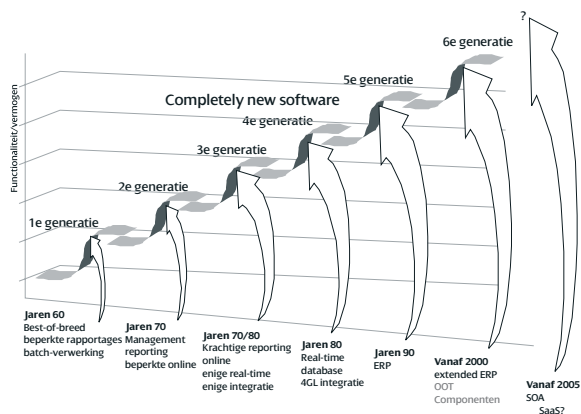 ?
6e generatie
5e generatie
Completely new software
4e generatie
3e generatie
2e generatie
1e generatie
Functionaliteit/vermogen
Jaren 60
Best-of-breed
beperkte rapportages
batch-verwerking
Jaren 70
Management
reporting
beperkte online
Jaren 70/80
Krachtige reporting
online
enige real-time
enige integratie
Jaren 80
Real-time
database
4GL integratie
Jaren 90
ERP
Vanaf 2000
extended ERP
OOT
Componenten
Vanaf 2005
SOA
SaaS?